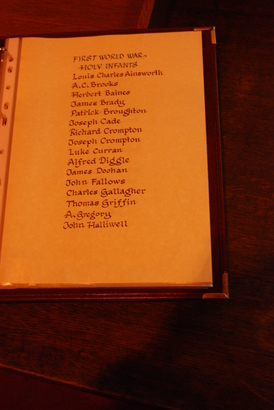 FIRST WORLD WAR-
-HOLY INFANTS
Louis Charles Ainsworth
A.C. Brooks
Herbert Baines
James Brady
Patrick Broughton
Joseph Cade
Richard Crompton
Joseph Crompton
Luke Curran
Alfred Diggle
James Doohan
John Fallows
Charles Gallagher
Thomas Griffin
A. Gregory
John Halliwell